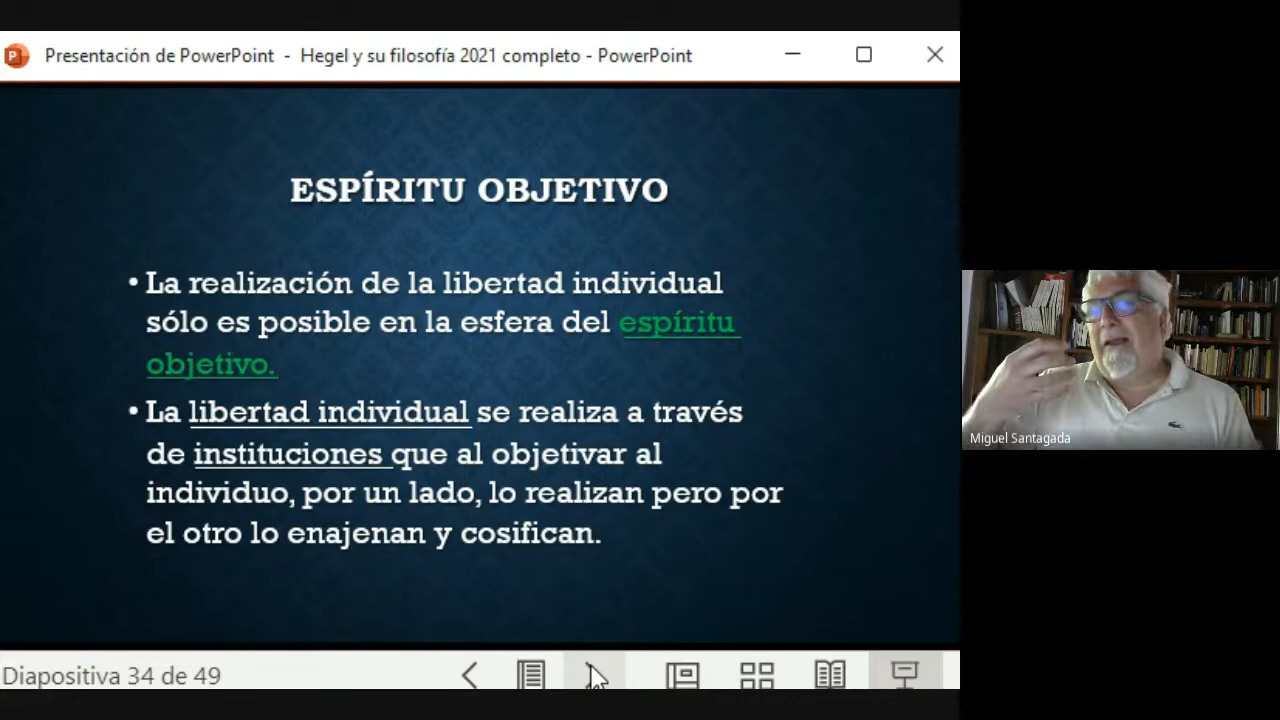 Presentación de PowerPoint - Hegel y su filosofía 2021 completo - PowerPoint
ESPÍRITU OBJETIVO
• La realización de la libertad individual
sólo es posible en la esfera del espíritu
objetivo.
• La libertad individual se realiza a través
de instituciones que al objetivar al
individuo, por un lado, lo realizan pero por
el otro lo enajenan y cosifican.
Miguel Santagada
Diapositiva 34 de 49